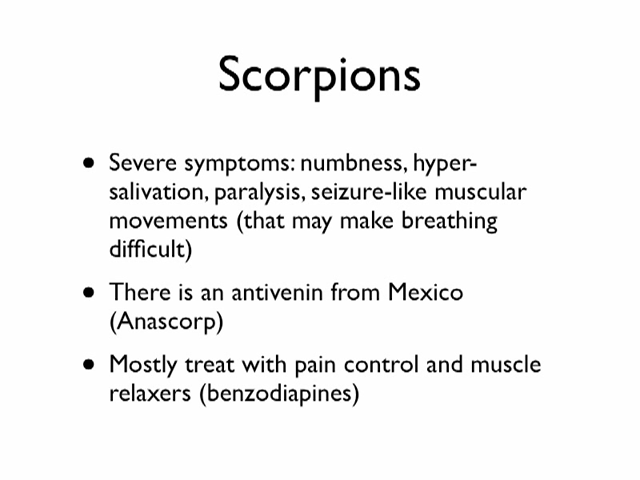 Scorpions
• Severe symptoms: numbness, hyper-
salivation, paralysis, seizure-like muscular
movements (that may make breathing
difficult)
• There is an antivenin from Mexico
(Anascorp)
• Mostly treat with pain control and muscle
relaxers (benzodiapines)